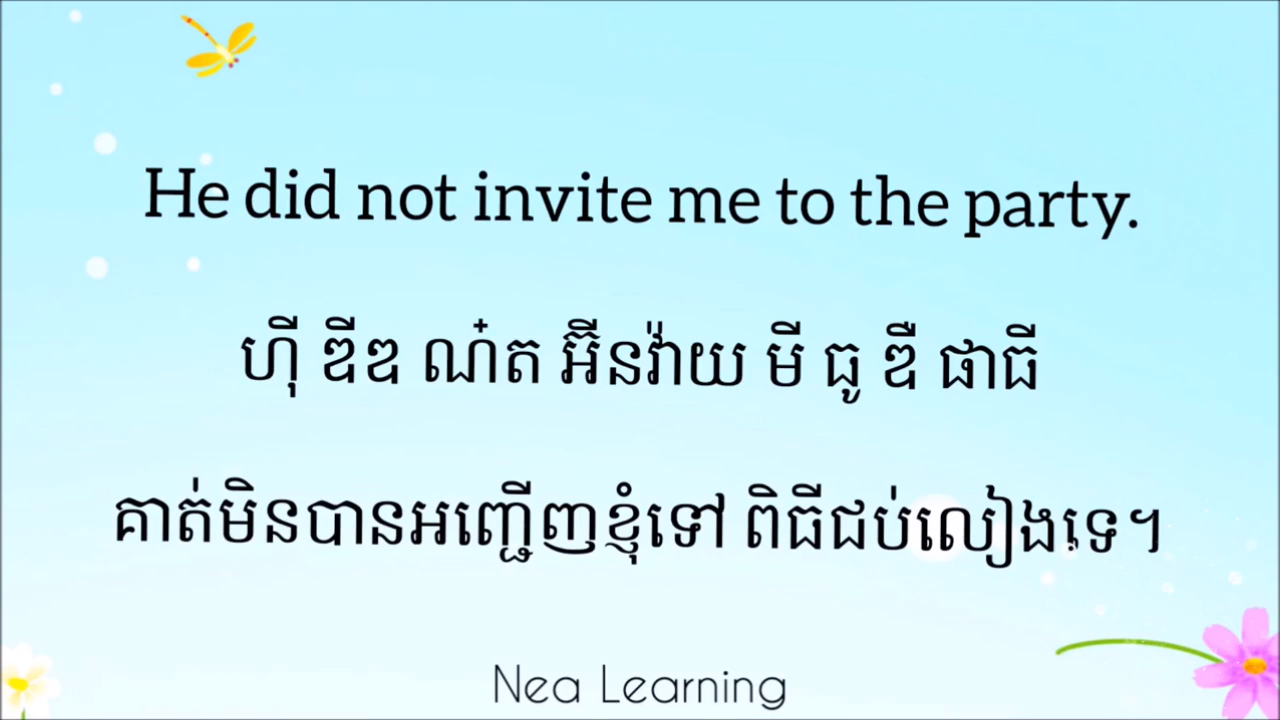 He did not invite me to the party.
ហ៊ី ឌីឌ ណ៎ត អ៊ីនវ៉ាយ មី ធូ ឌឺ ផាធី
គាត់មិនបានអញ្ជើញខ្ញុំទៅ ពិធីជប់លៀងទេ។
Nea Learning